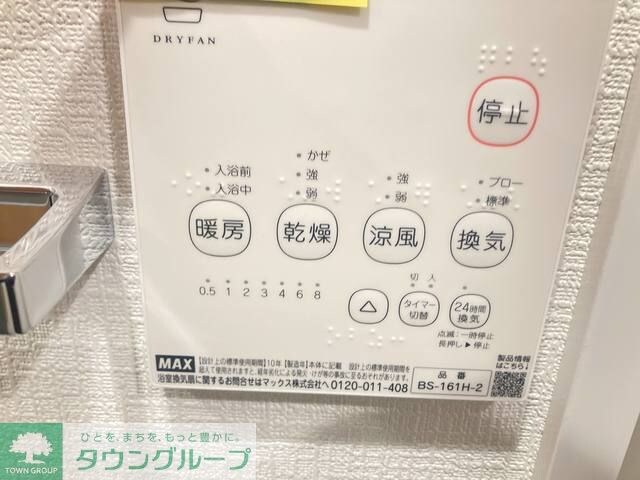 DRYFAN
停止
入浴前
入浴中
暖房
かぜ
強
弱
乾燥
強
弱
涼風
ブロー
標準
換気
0.5 1 2 3 4 6 8
切 入
タイマー
切替
24時間
換気
点滅:一時停止
長押し▶停止
製品情報
はこちら↓
MAX
【設計上の標準使用期間】10年【製造年】本体に記載 設計上の標準使用期間を
超えて使用されますと、経年劣化による発火・けが等の事故に至るおそれがあります。
浴室換気扇に関するお問合せはマックス株式会社へ 0120-011-408
品番
BS-161H-2
TOWN GROUP
ひとを、まちを、もっと豊かに。
タウングループ